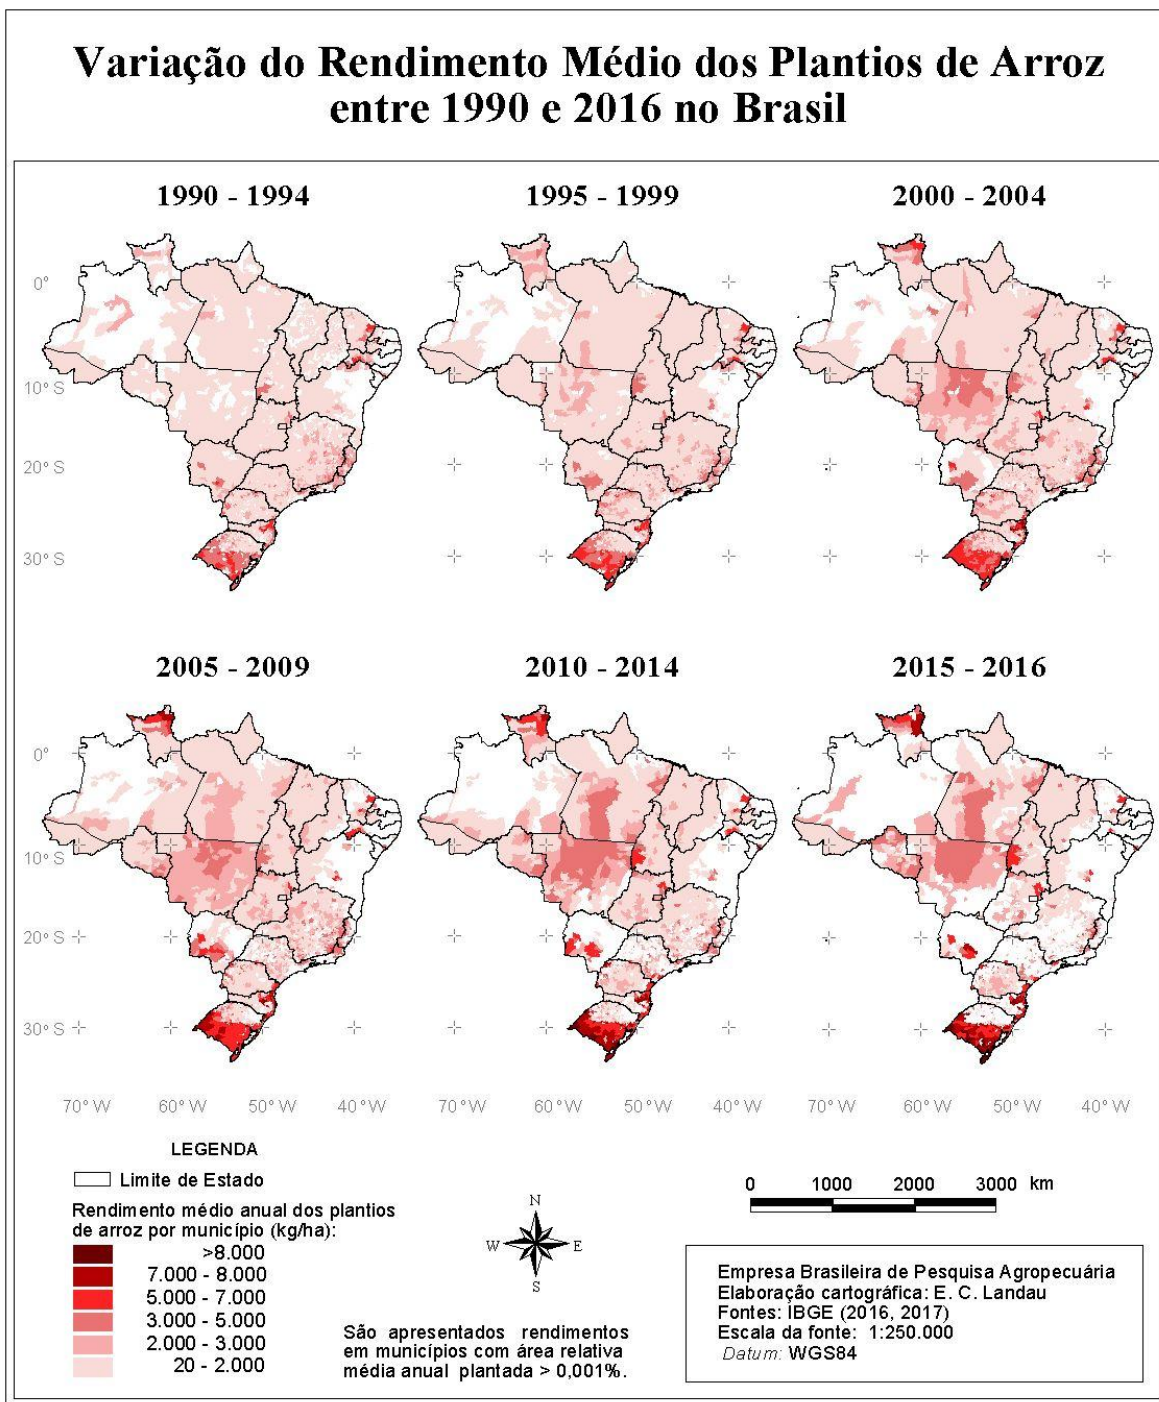 Variação do Rendimento Médio dos Plantios de Arroz
entre 1990 e 2016 no Brasil
1990 - 1994
1995 - 1999
2000 - 2004
0°
10° S
20° S
30° S
2005 - 2009
2010 - 2014
2015 - 2016
0°
10° S
20° S
30° S
70° W 60° W 50° W 40° W 70° W 60° W 50° W 40° W 70° W 60° W 50° W 40° W
LEGENDA
Limite de Estado
Rendimento médio anual dos plantios
de arroz por município (kg/ha):
>8.000
7.000 - 8.000
5.000 - 7.000
3.000 - 5.000
2.000 - 3.000
20 - 2.000
N
W E
S
São apresentados rendimentos
em municípios com área relativa
média anual plantada > 0,001%.
0 1000 2000 3000 km
Empresa Brasileira de Pesquisa Agropecuária
Elaboração cartográfica: E. C. Landau
Fontes: IBGE (2016, 2017)
Escala da fonte: 1:250.000
Datum: WGS84